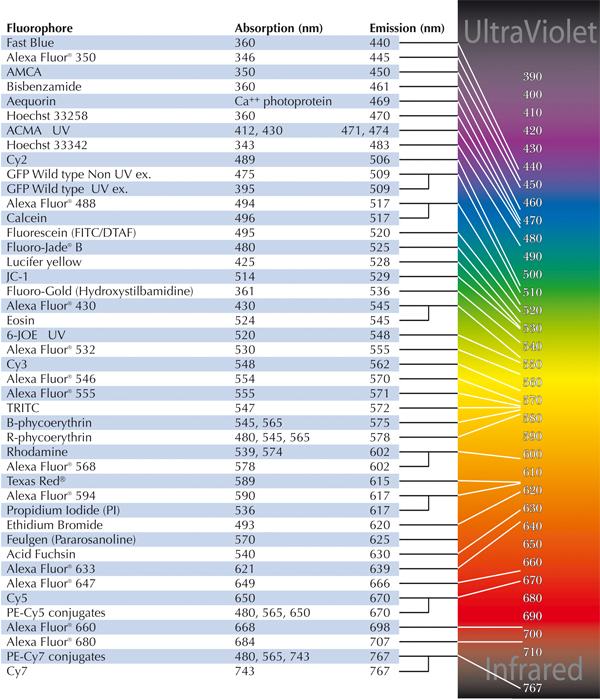 Fluorophore Absorption (nm) Emission (nm)
Fast Blue 360 440
Alexa Fluor® 350 346 445
AMCA 350 450
Bisbenzamide 360 461
Aequorin Ca++ photoprotein 469
Hoechst 33258 360 470
ACMA UV 412, 430 471, 474
Hoechst 33342 343 483
Cy2 489 506
GFP Wild type Non UV ex. 475 509
GFP Wild type UV ex. 395 509
Alexa Fluor® 488 494 517
Calcein 496 517
Fluorescein (FITC/DTAF) 495 520
Fluoro-Jade® B 480 525
Lucifer yellow 425 528
JC-1 514 529
Fluoro-Gold (Hydroxystilbamidine) 361 536
Alexa Fluor® 430 430 545
Eosin 524 545
6-JOE UV 520 548
Alexa Fluor® 532 530 555
Cy3 548 562
Alexa Fluor® 546 554 570
Alexa Fluor® 555 555 571
TRITC 547 572
B-phycoerythrin 545, 565 575
R-phycoerythrin 480, 545, 565 578
Rhodamine 539, 574 602
Alexa Fluor® 568 578 602
Texas Red® 589 615
Alexa Fluor® 594 590 617
Propidium Iodide (PI) 536 617
Ethidium Bromide 493 620
Feulgen (Pararosanoline) 570 625
Acid Fuchsin 540 630
Alexa Fluor® 633 621 639
Alexa Fluor® 647 649 666
Cy5 650 670
PE-Cy5 conjugates 480, 565, 650 670
Alexa Fluor® 660 668 698
Alexa Fluor® 680 684 707
PE-Cy7 conjugates 480, 565, 743 767
Cy7 743 767
UltraViolet
390
400
410
420
430
440
450
460
470
480
490
500
510
520
530
540
550
560
570
580
590
600
610
620
630
640
650
660
670
680
690
700
710
Infrared
767